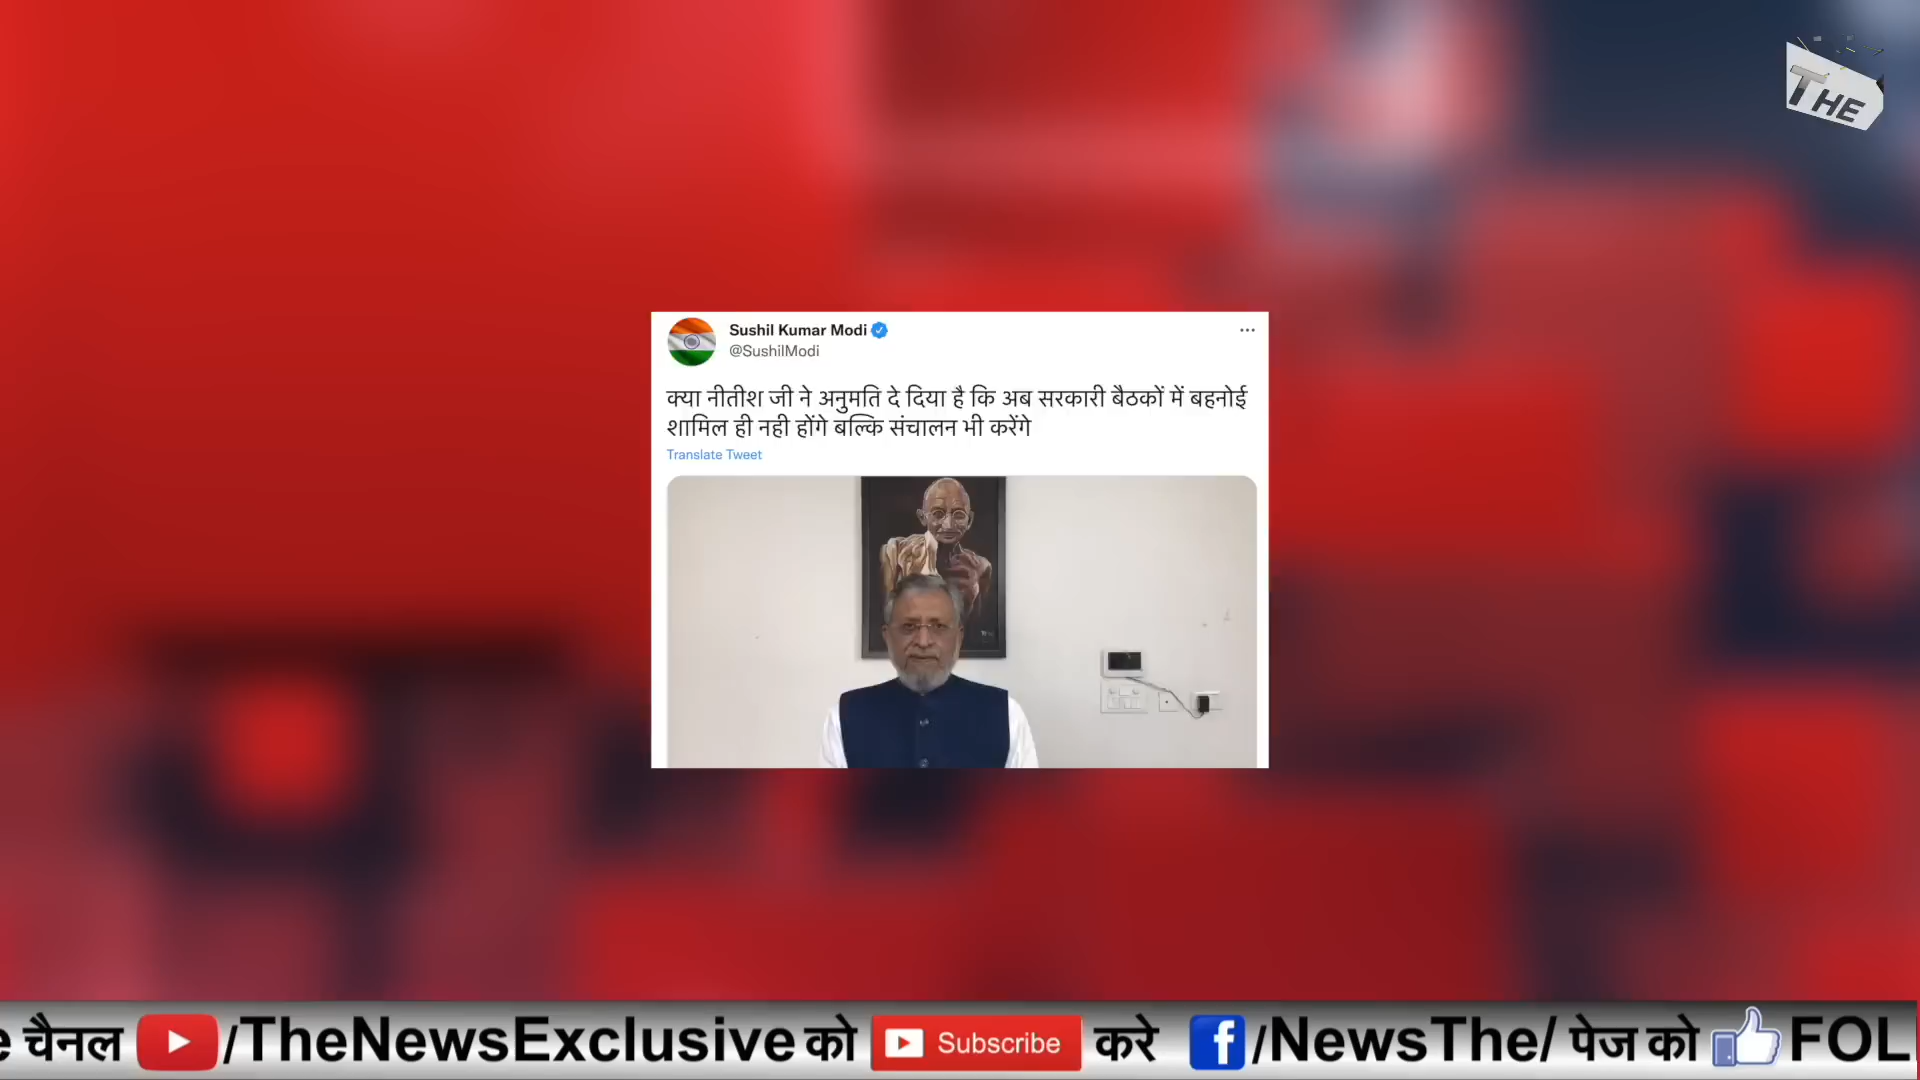 THE
Sushil Kumar Modi
@SushilModi
क्या नीतीश जी ने अनुमति दे दिया है कि अब सरकारी बैठकों में बहनोई
शामिल ही नही होंगे बल्कि संचालन भी करेंगे
Translate Tweet
चैनल /TheNewsExclusive को Subscribe करे f/NewsThe/ पेज को FOL